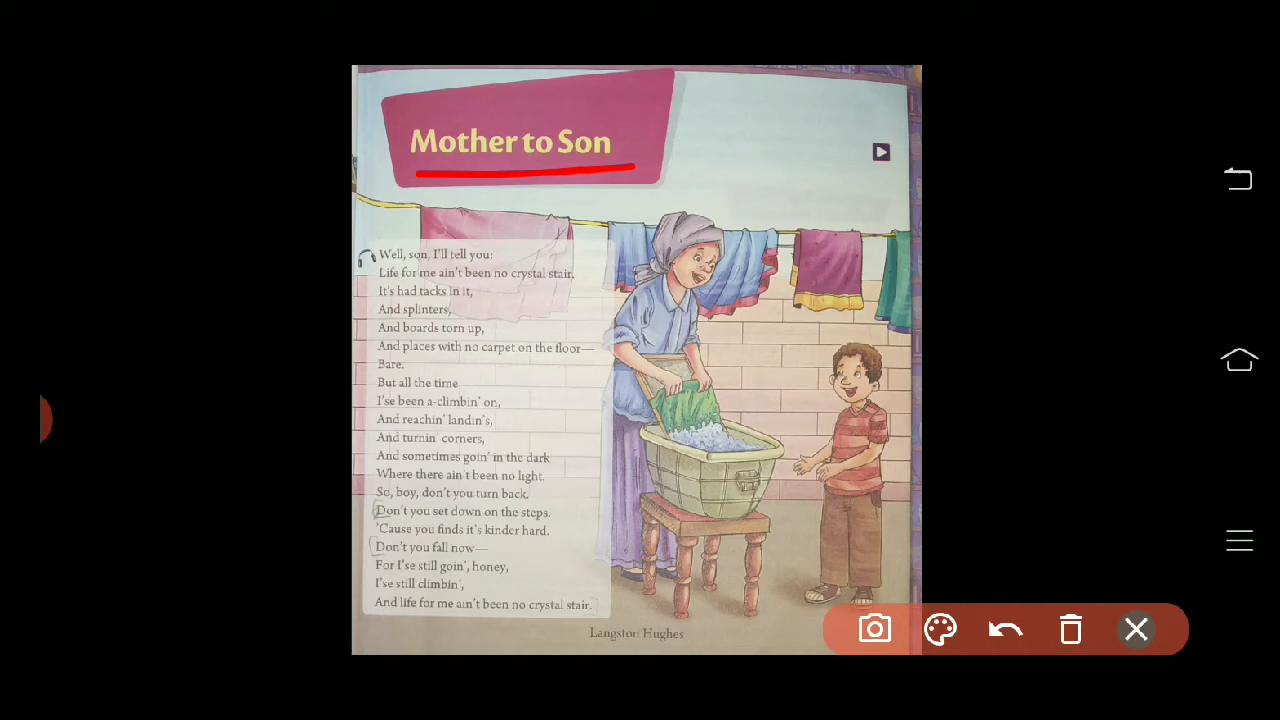 Mother to Son
Well, son, I'll tell you:
Life for me ain't been no crystal stair.
It's had tacks in it,
And splinters,
And boards torn up,
And places with no carpet on the floor—
Bare.
But all the time
I'se been a-climbin' on,
And reachin' landin's,
And turnin' corners,
And sometimes goin' in the dark
Where there ain't been no light.
So, boy, don't you turn back.
Don't you set down on the steps.
'Cause you finds it's kinder hard.
Don't you fall now—
For I'se still goin', honey,
I'se still climbin',
And life for me ain't been no crystal stair.
Langston Hughes